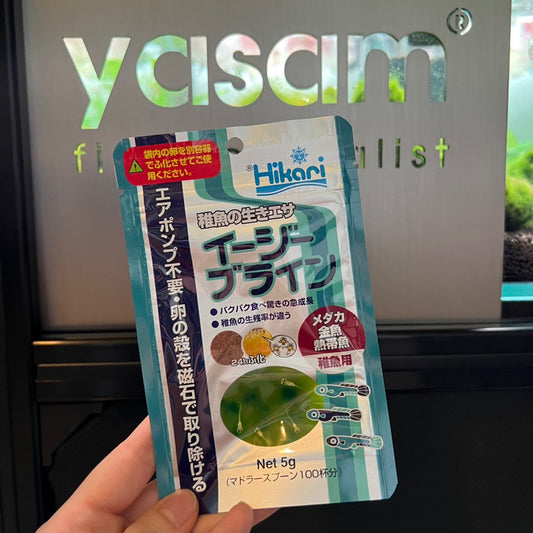 yasam®
fi
alist
袋内の卵を別容器
でふ化させてご使
用ください。
®Hikari
稚魚の生きエサ
イージー
ブライン
●パクパク食べ驚きの急成長
●稚魚の生残率が違う
エアポンプ不要・卵の殻を磁石で取り除ける
24hふ化
メダカ
金魚
熱帯魚
稚魚用
Net 5g
(マドラースプーン100杯分)